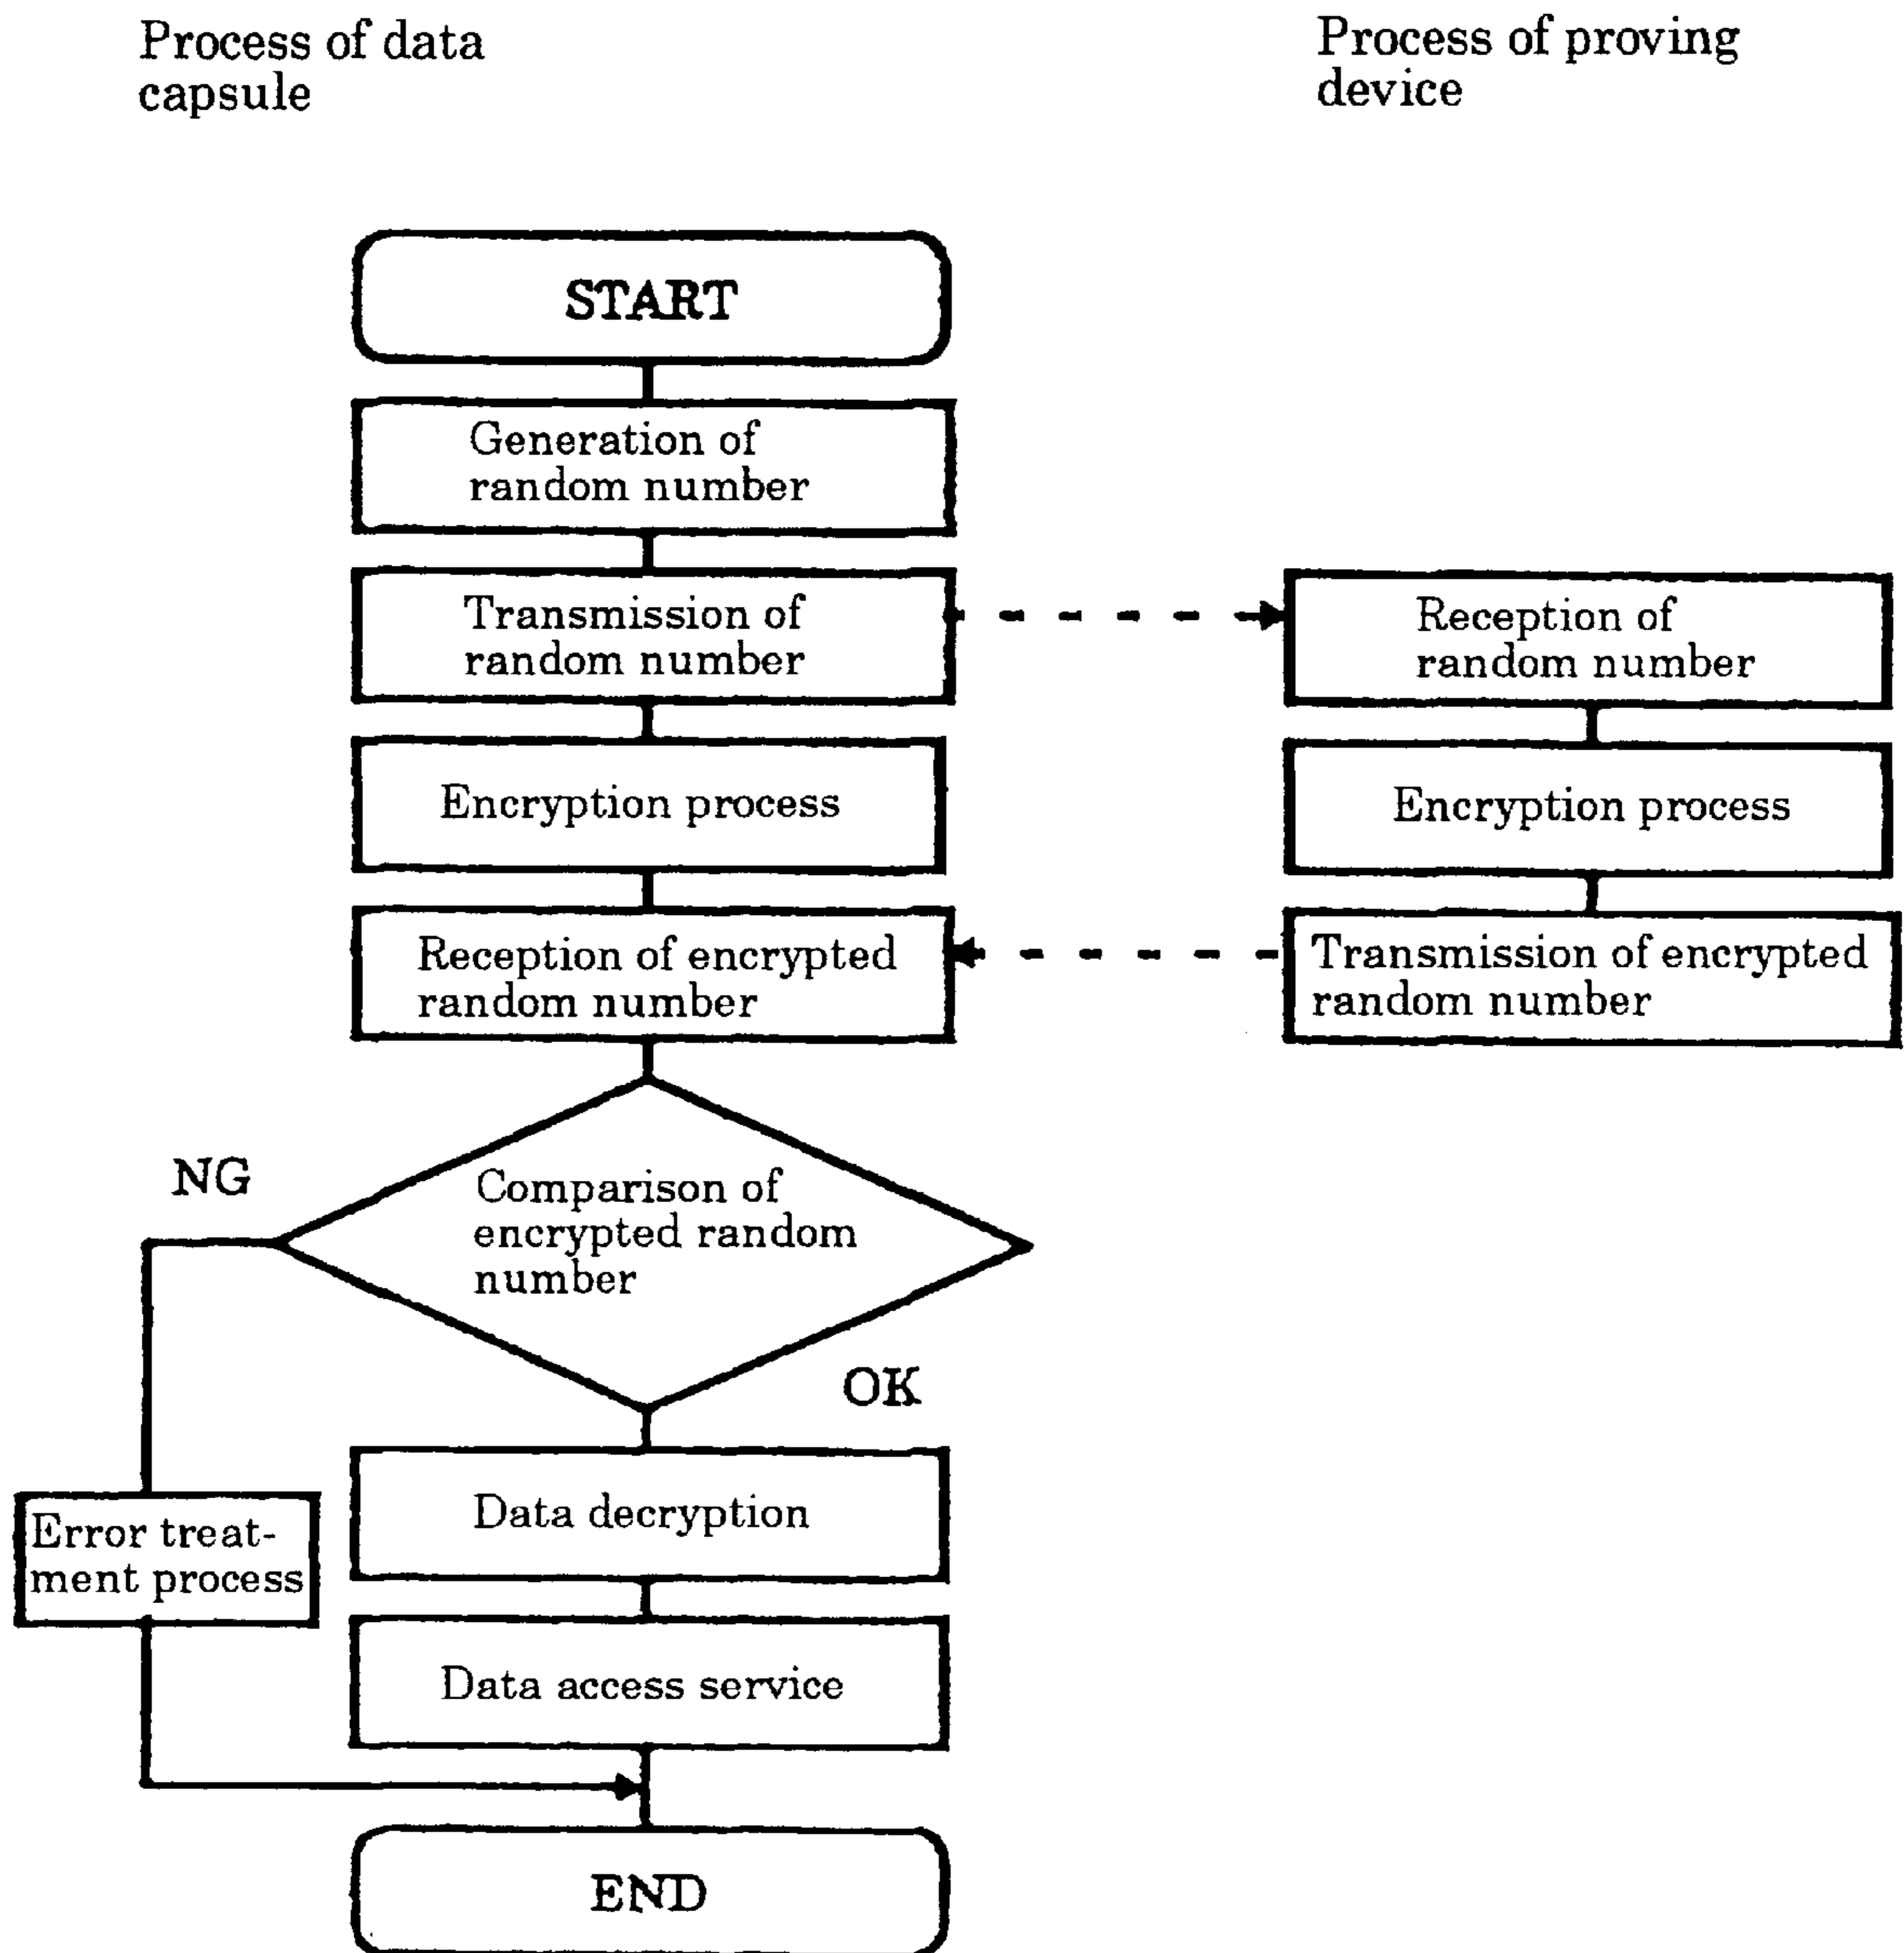 Process of data
capsule
Process of proving
device
START
Generation of
random number
Transmission of
random number
Reception of
random number
Encryption process
Encryption process
Reception of encrypted
random number
Transmission of encrypted
random number
NG
Comparison of
encrypted random
number
OK
Error treat-
ment process
Data decryption
Data access service
END